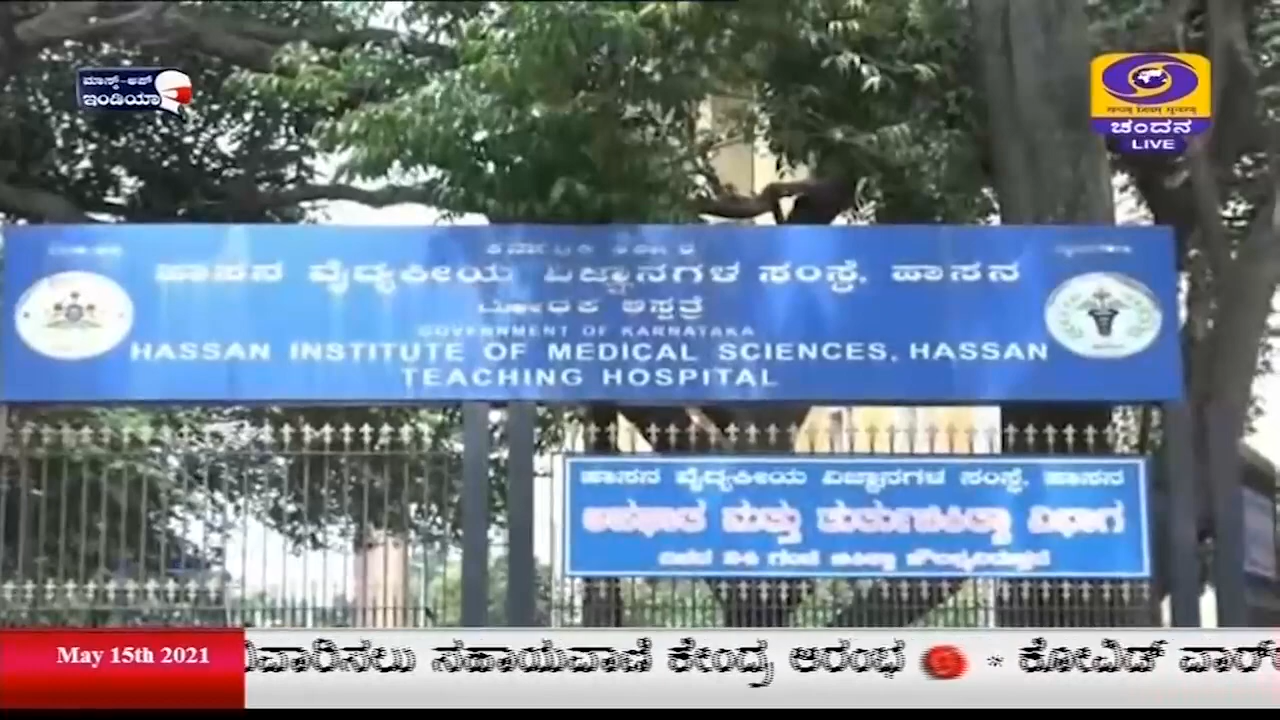 ಮಾಸ್ಕ್-ಅಪ್
ಇಂಡಿಯಾ
ಚಂದನ
LIVE
ಹಾಸನ ವೈದ್ಯಕೀಯ ವಿಜ್ಞಾನಗಳ ಸಂಸ್ಥೆ, ಹಾಸನ
ಬೋಧಕ ಆಸ್ಪತ್ರೆ
GOVERNMENT OF KARNATAKA
HASSAN INSTITUTE OF MEDICAL SCIENCES, HASSAN
TEACHING HOSPITAL
ಹಾಸನ ವೈದ್ಯಕೀಯ ವಿಜ್ಞಾನಗಳ ಸಂಸ್ಥೆ, ಹಾಸನ
ಅಪಘಾತ ಮತ್ತು ತುರ್ತುಚಿಕಿತ್ಸಾ ವಿಭಾಗ
May 15th 2021
ಸಹಾಯವಾಣಿ ಕೇಂದ್ರ ಆರಂಭ * ಕೋವಿಡ್